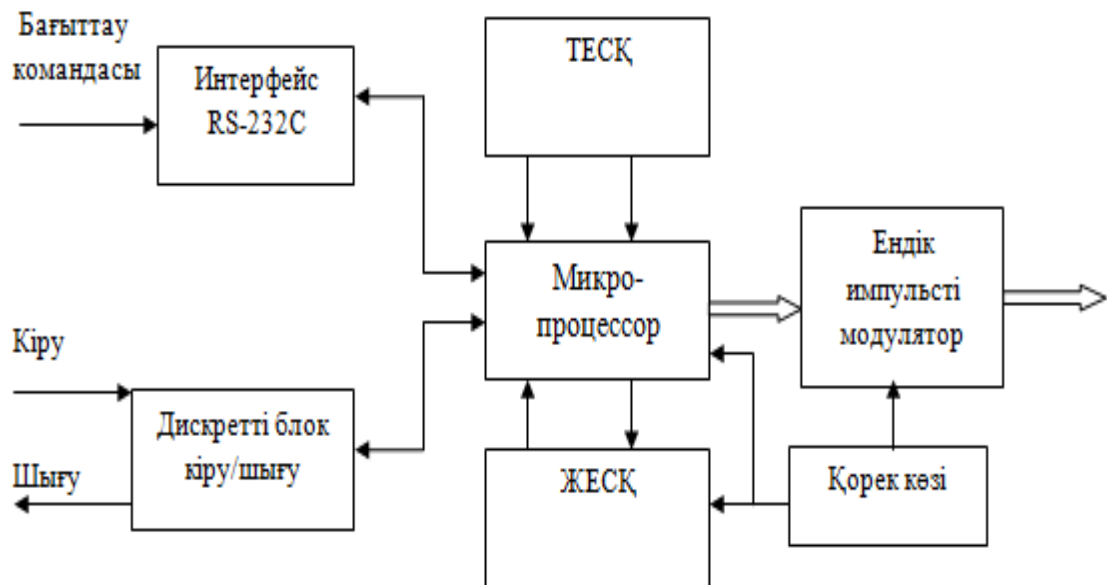 Бағыттау
командасы
Интерфейс
RS-232C
ТЕСҚ
Микро-
процессор
Ендік
импульсті
модулятор
Кіру
Дискретті блок
кіру/шығу
Шығу
ЖЕСҚ
Қорек көзі